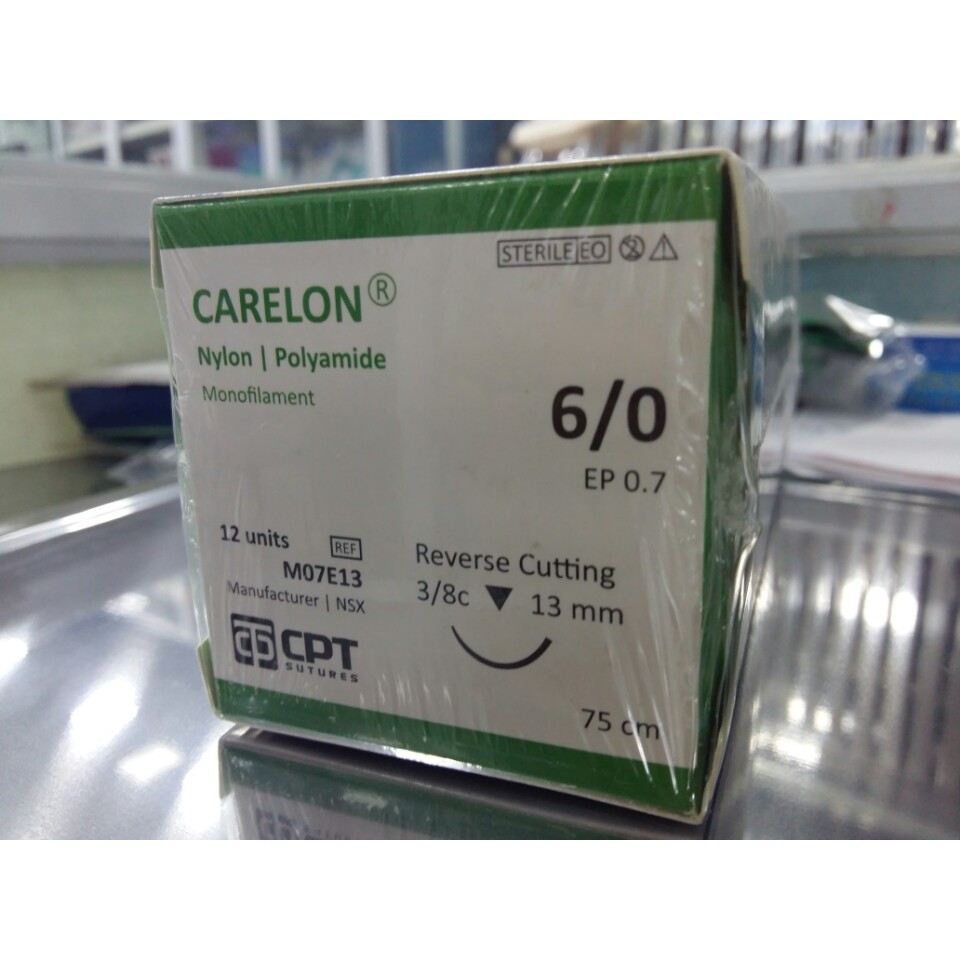 STERILE EO
CARELON®
Nylon | Polyamide
Monofilament
6/0
EP 0.7
12 units REF
M07E13
Manufacturer | NSX
CPT
SUTURES
Reverse Cutting
3/8c ▼ 13 mm
75 cm